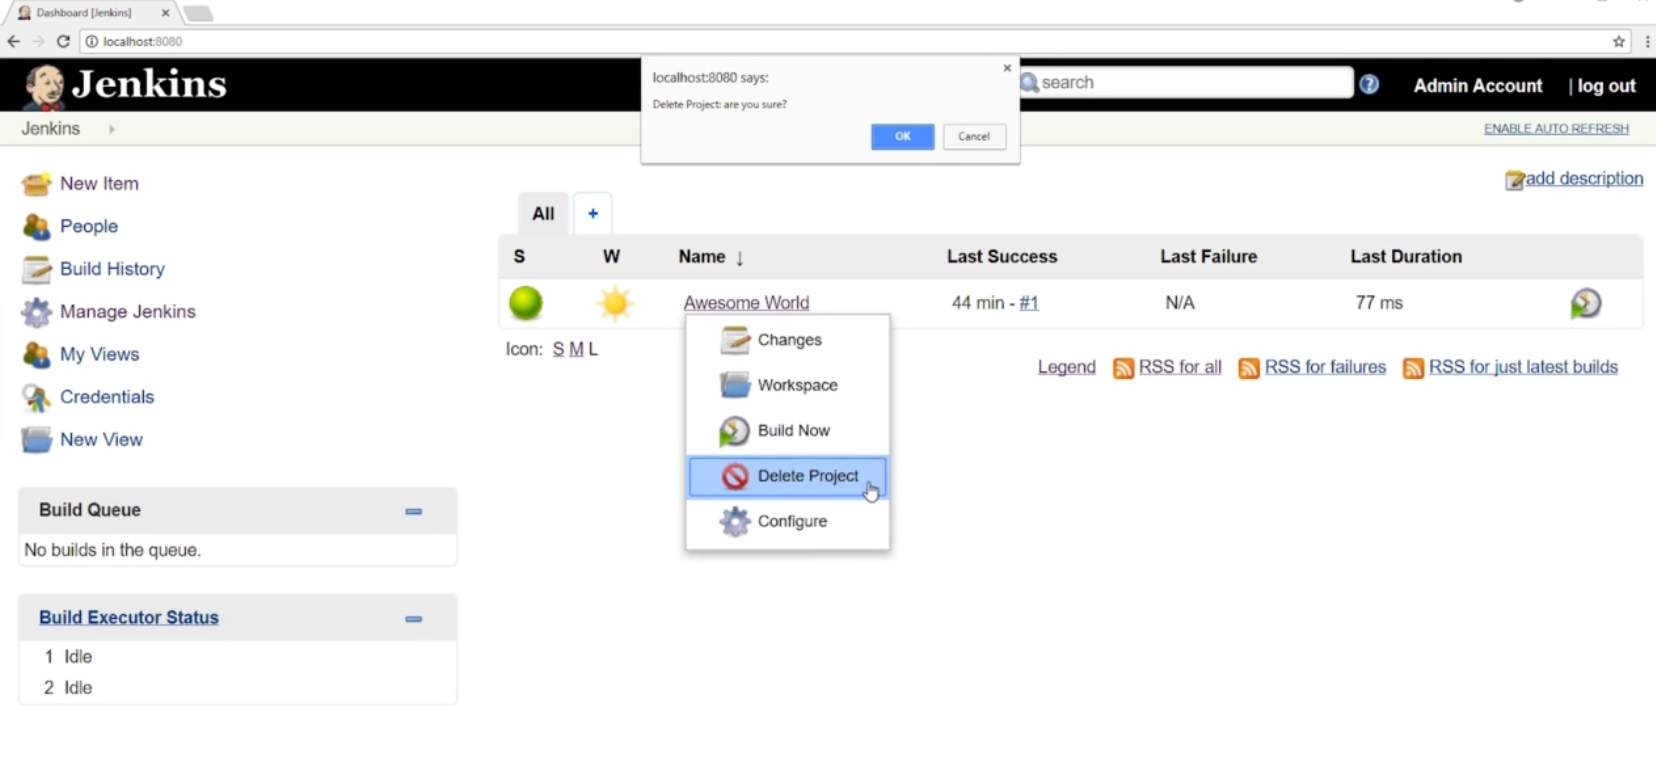 Dashboard [Jenkins]
localhost:8080
Jenkins
localhost:8080 says:
Delete Project: are you sure?
OK
Cancel
search
Admin Account
| log out
Jenkins
ENABLE AUTO REFRESH
New Item
People
Build History
Manage Jenkins
My Views
Credentials
New View
Build Queue
No builds in the queue.
Build Executor Status
1 Idle
2 Idle
add description
All +
S W Name ↓ Last Success Last Failure Last Duration
Awesome World 44 min - #1 N/A 77 ms
Icon: S M L
Changes
Workspace
Build Now
Delete Project
Configure
Legend RSS for all RSS for failures RSS for just latest builds